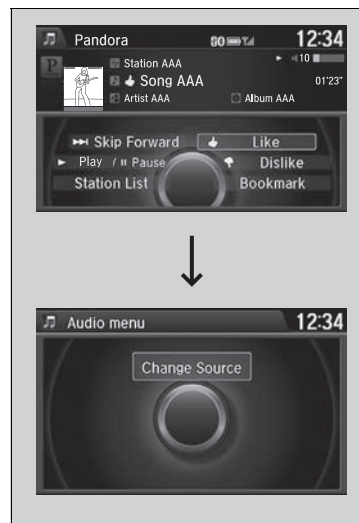 Pandora 12:34
P
Station AAA
10
Song AAA
01'23"
Artist AAA Album AAA
Skip Forward Like
Play / Pause Dislike
Station List Bookmark
Audio menu 12:34
Change Source